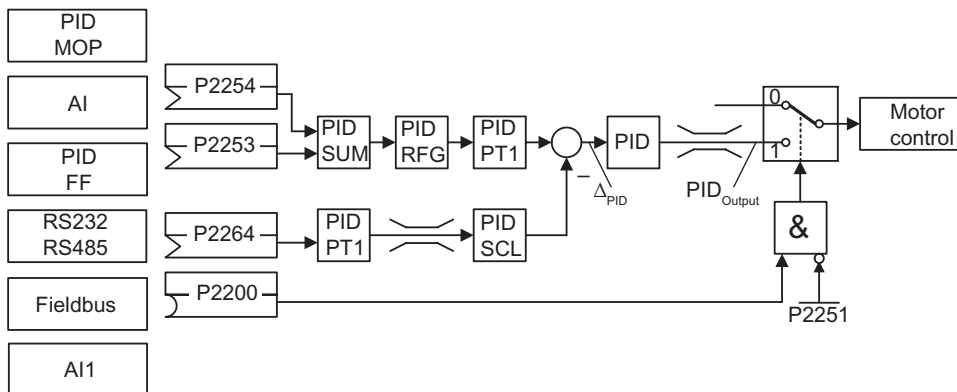 PID
MOP
AI
PID
FF
RS232
RS485
Fieldbus
AI1
P2254
P2253
P2264
P2200
PID
SUM
PID
RFG
PID
PT1
−
ΔPID
PID
PIDOutput
0
1
Motor
control
PID
PT1
PID
SCL
&
P2251